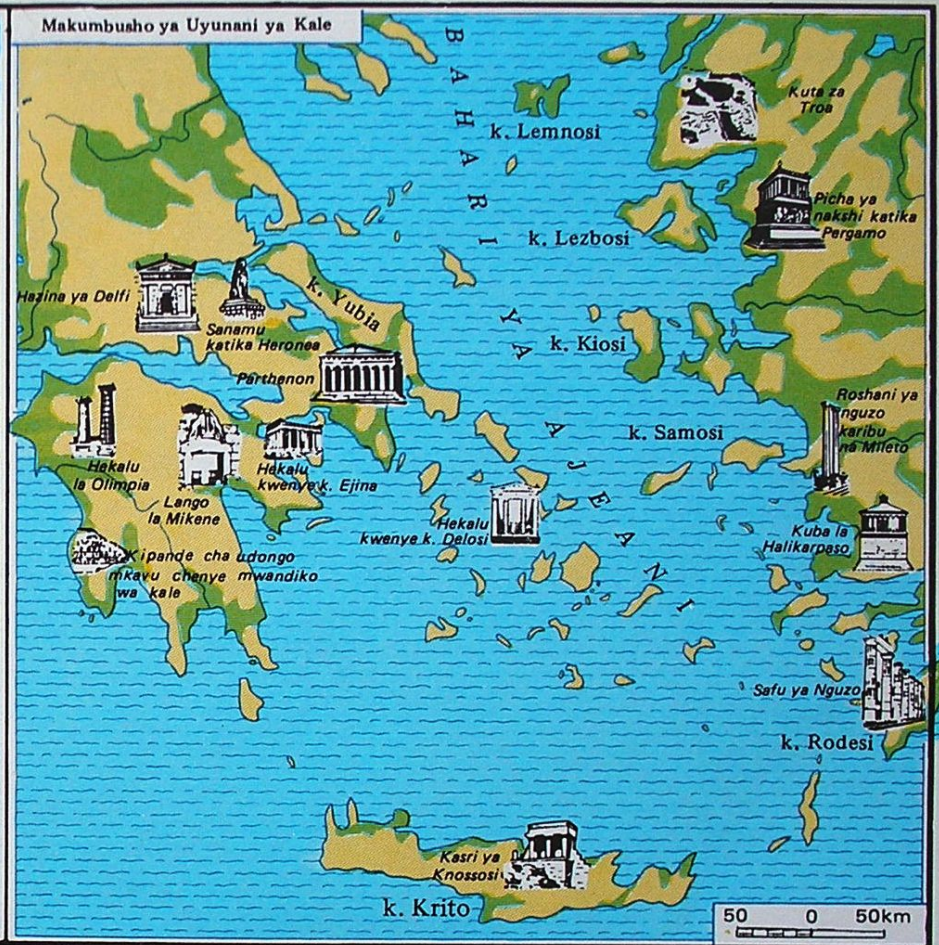 Makumbusho ya Uyunani ya Kale
BAHARI YA AJEANI
k. Lemnosi
Kuta za
Troa
Picha ya
nakshi katika
Pergamo
k. Lezbosi
Hazina ya Delfi
Sanamu
katika Heronea
k. Yubia
k. Kiosi
Parthenon
Roshani ya
nguzo
karibu
na Mileto
k. Samosi
Hekalu
la Olimpia
Hekalu
kwenye k. Ejina
Lango
la Mikene
Hekalu
kwenye k. Delosi
Kuba la
Halikarpaso
Kipande cha udongo
mkavu chenye mwandiko
wa kale
Safu ya Nguzo
k. Rodesi
Kasri ya
Knossosi
k. Krito
50 0 50km